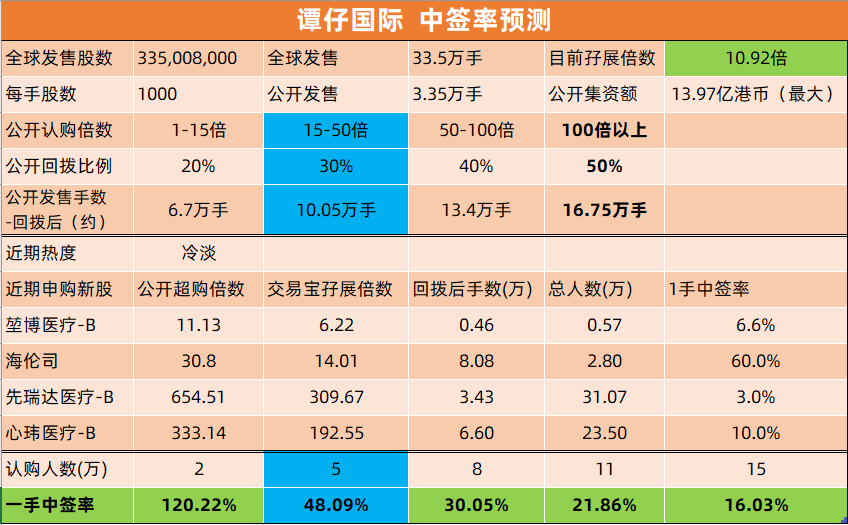 谭仔国际 中签率预测
全球发售股数 335,008,000 全球发售 33.5万手 目前孖展倍数 10.92倍
每手股数 1000 公开发售 3.35万手 公开集资额 13.97亿港币（最大）
公开认购倍数 1-15倍 15-50倍 50-100倍 100倍以上
公开回拨比例 20% 30% 40% 50%
公开发售手数
-回拨后（约） 6.7万手 10.05万手 13.4万手 16.75万手
近期热度 冷淡
近期申购新股 公开超购倍数 交易宝孖展倍数 回拨后手数(万) 总人数(万) 1手中签率
堃博医疗-B 11.13 6.22 0.46 0.57 6.6%
海伦司 30.8 14.01 8.08 2.80 60.0%
先瑞达医疗-B 654.51 309.67 3.43 31.07 3.0%
心玮医疗-B 333.14 192.55 6.60 23.50 10.0%
认购人数(万) 2 5 8 11 15
一手中签率 120.22% 48.09% 30.05% 21.86% 16.03%